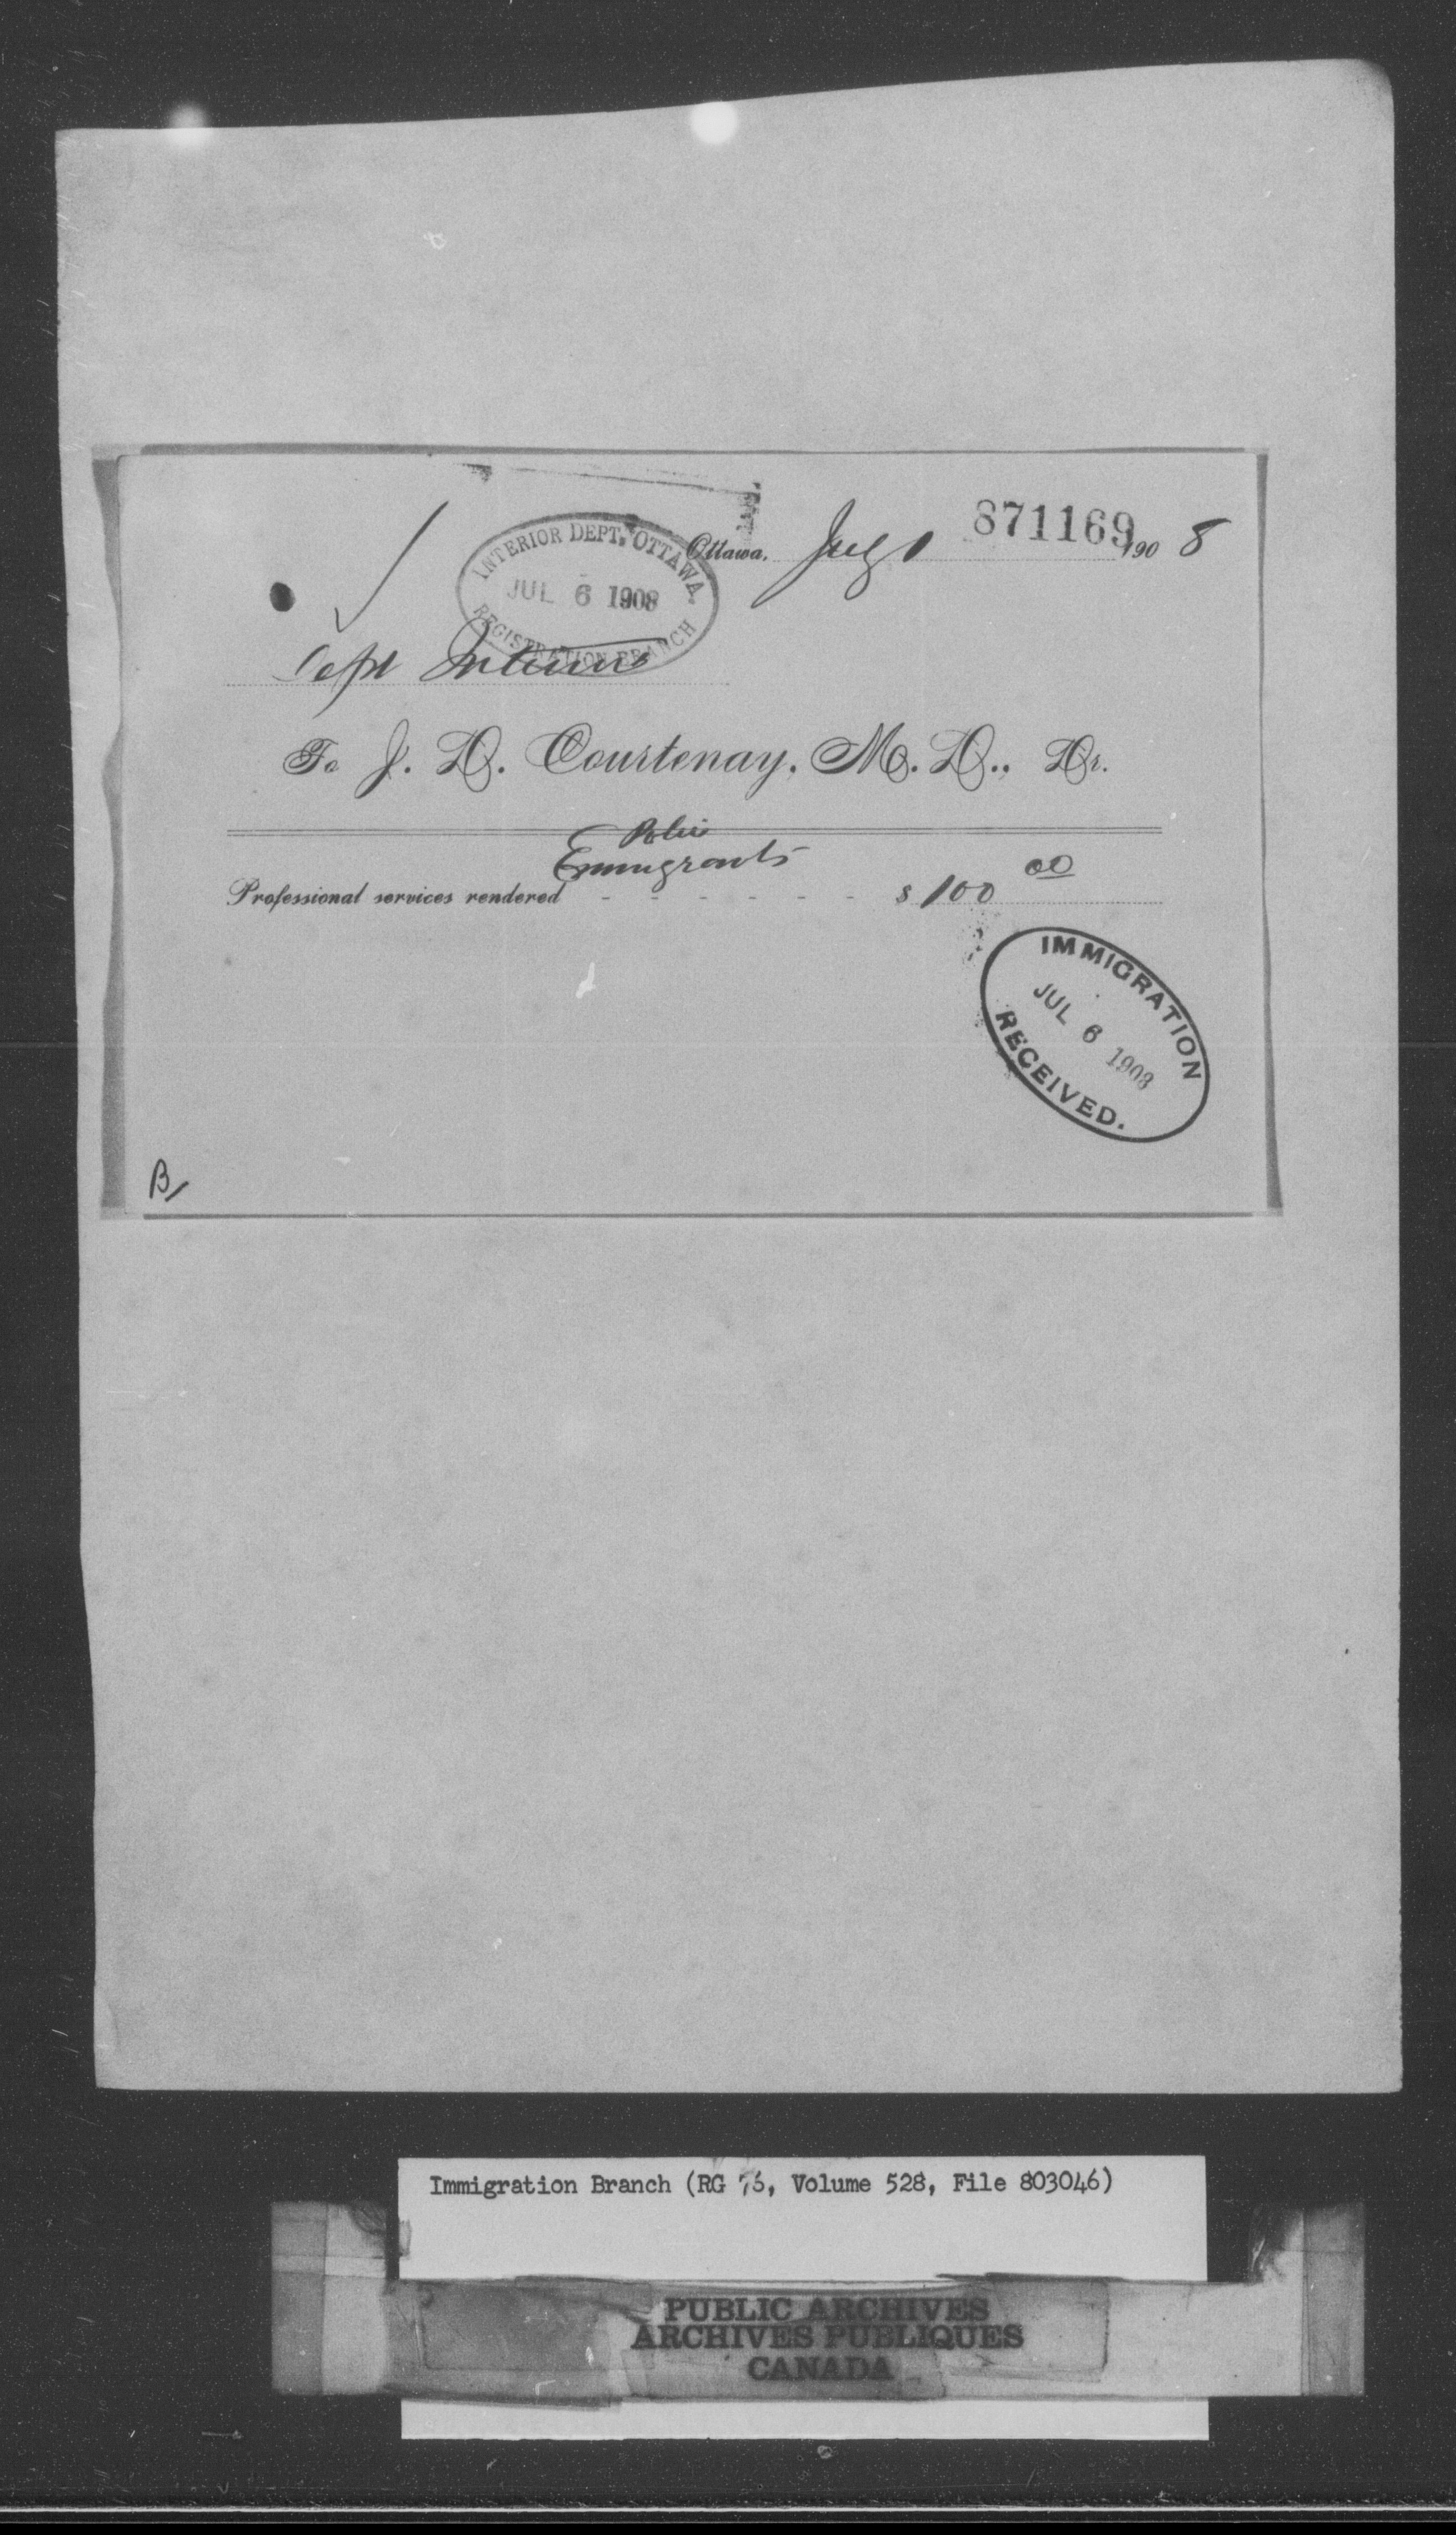 871169
Ottawa, July 1 1908
INTERIOR DEPT. OTTAWA.
JUL 6 1908
REGISTRATION BRANCH
Dept Interior
To J. D. Courtenay, M. D., Dr.
Emmigrants
Professional services rendered - - - - - - $ 100 00
IMMIGRATION
JUL 6 1908
RECEIVED.
B/
Immigration Branch (RG 76, Volume 528, File 803046)
PUBLIC ARCHIVES
ARCHIVES PUBLIQUES
CANADA